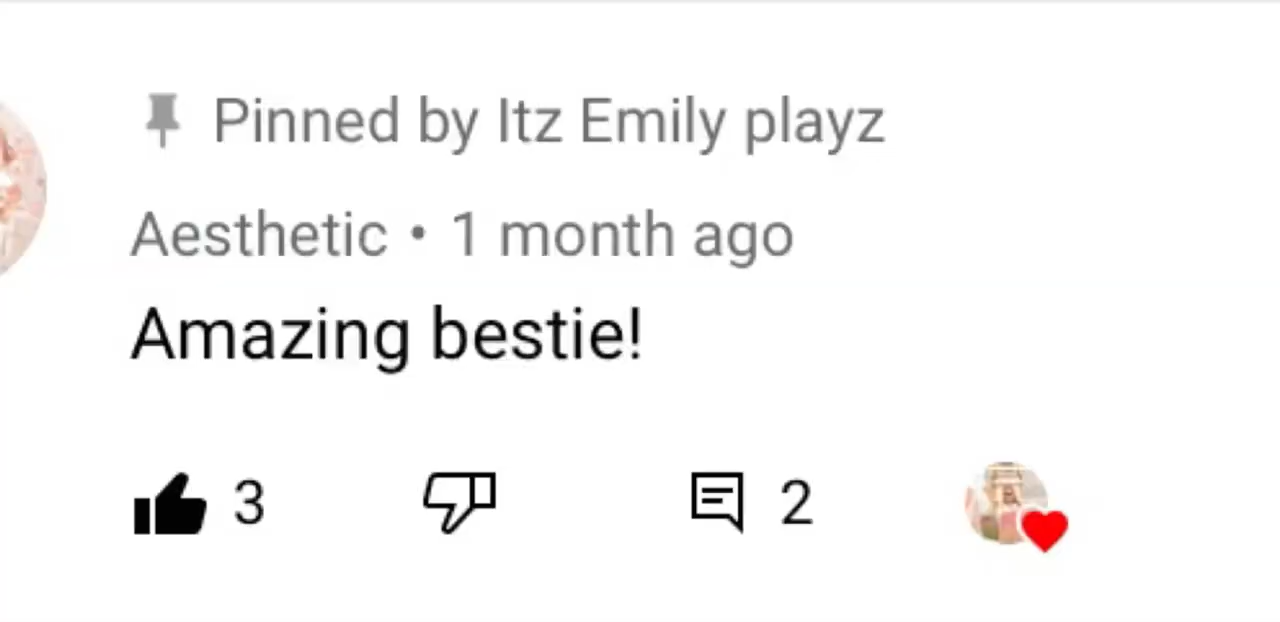 Pinned by Itz Emily playz
Aesthetic • 1 month ago
Amazing bestie!
3 2